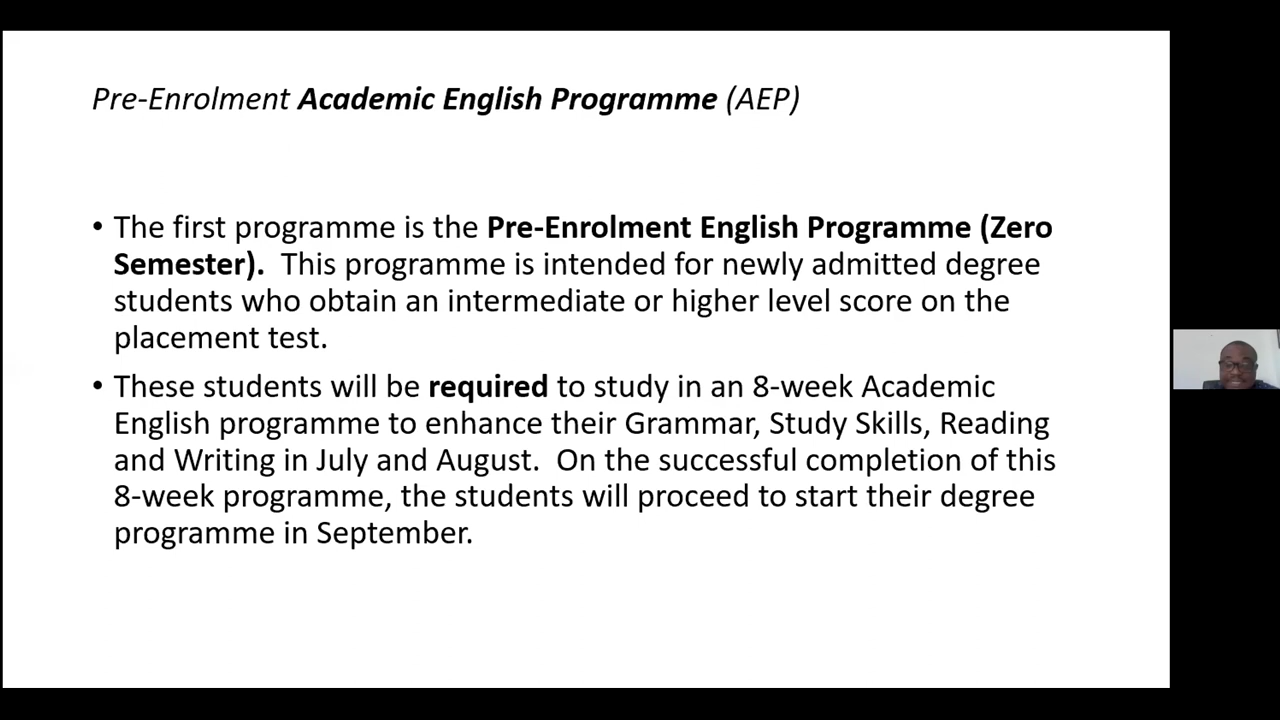 Pre-Enrolment Academic English Programme (AEP)
• The first programme is the Pre-Enrolment English Programme (Zero
Semester).  This programme is intended for newly admitted degree
students who obtain an intermediate or higher level score on the
placement test.
• These students will be required to study in an 8-week Academic
English programme to enhance their Grammar, Study Skills, Reading
and Writing in July and August.  On the successful completion of this
8-week programme, the students will proceed to start their degree
programme in September.